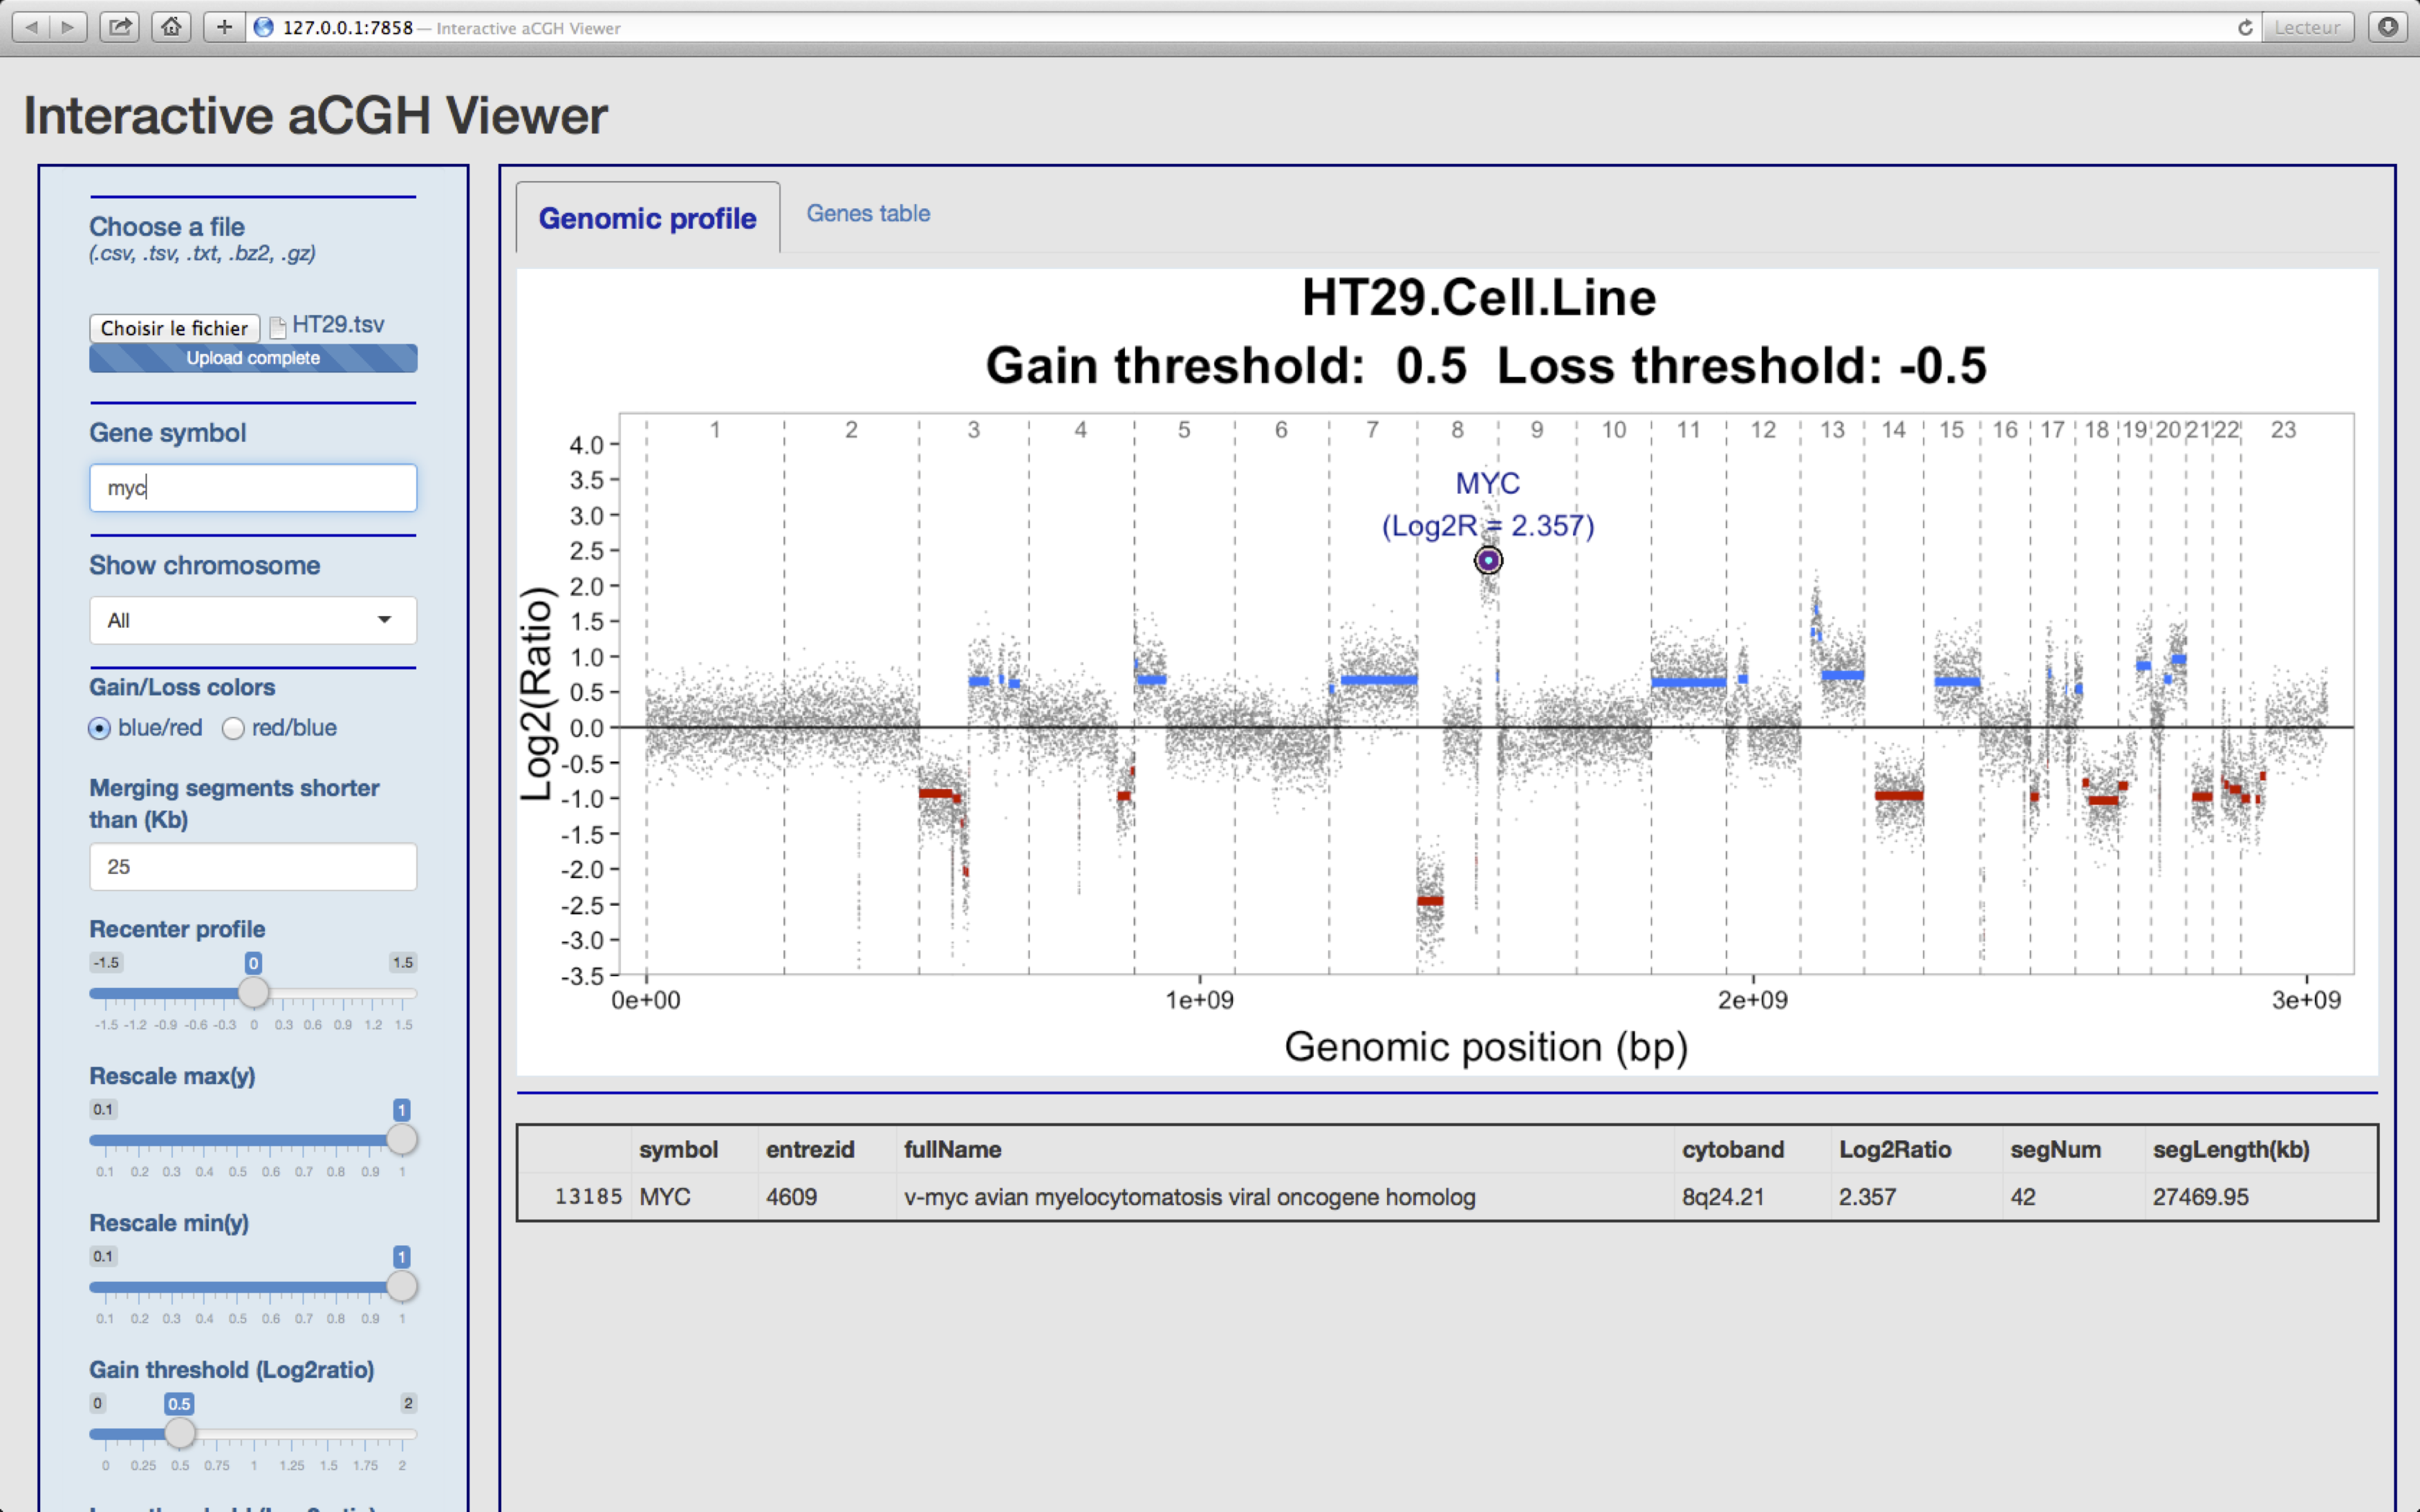 127.0.0.1:7858 — Interactive aCGH Viewer
Lecteur
Interactive aCGH Viewer
Choose a file
(.csv, .tsv, .txt, .bz2, .gz)
Choisir le fichier HT29.tsv
Upload complete
Gene symbol
myc
Show chromosome
All
Gain/Loss colors
blue/red red/blue
Merging segments shorter
than (Kb)
25
Recenter profile
-1.5 0 1.5
-1.5 -1.2 -0.9 -0.6 -0.3 0 0.3 0.6 0.9 1.2 1.5
Rescale max(y)
0.1 1
0.1 0.2 0.3 0.4 0.5 0.6 0.7 0.8 0.9 1
Rescale min(y)
0.1 1
0.1 0.2 0.3 0.4 0.5 0.6 0.7 0.8 0.9 1
Gain threshold (Log2ratio)
0 0.5 2
0 0.25 0.5 0.75 1 1.25 1.5 1.75 2
Genomic profile Genes table
HT29.Cell.Line
Gain threshold: 0.5 Loss threshold: -0.5
1 2 3 4 5 6 7 8 9 10 11 12 13 14 15 16 17 18 19 20 21 22 23
4.0
3.5
3.0
2.5
2.0
1.5
1.0
0.5
0.0
-0.5
-1.0
-1.5
-2.0
-2.5
-3.0
-3.5
Log2(Ratio)
MYC
(Log2R = 2.357)
0e+00 1e+09 2e+09 3e+09
Genomic position (bp)
symbol entrezid fullName cytoband Log2Ratio segNum segLength(kb)
13185 MYC 4609 v-myc avian myelocytomatosis viral oncogene homolog 8q24.21 2.357 42 27469.95